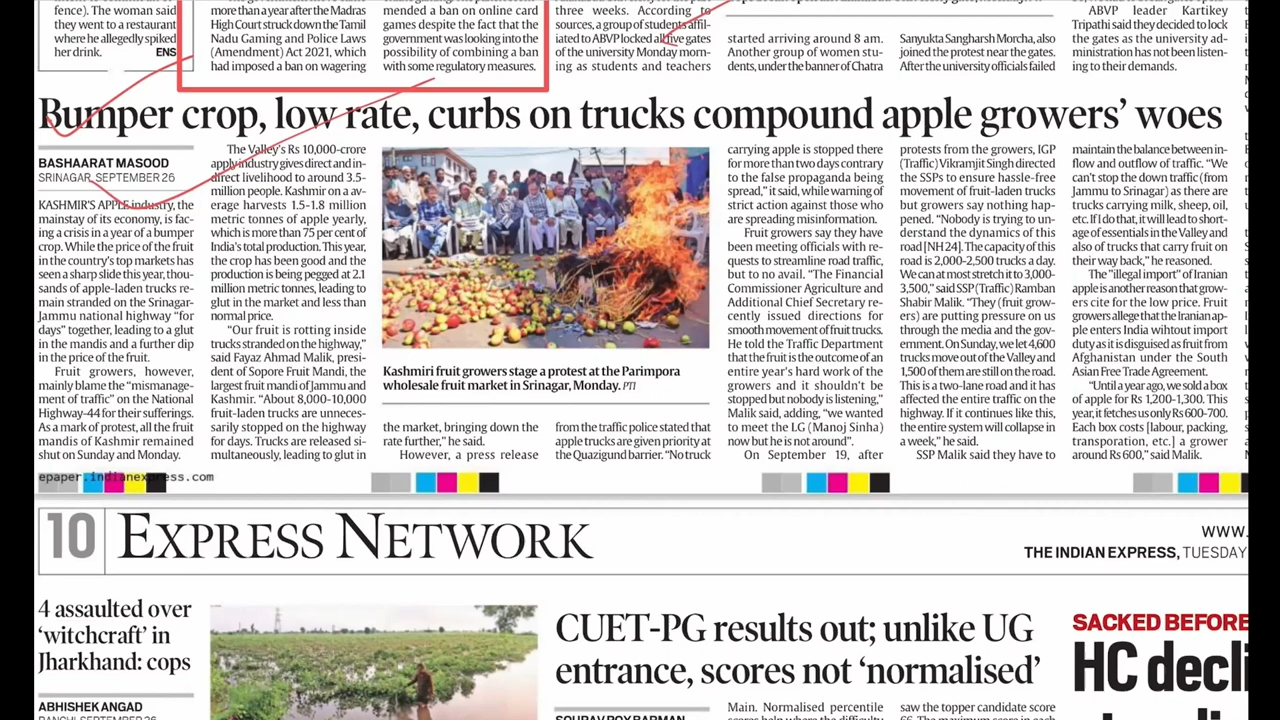 fence). The woman said
they went to a restaurant
where he allegedly spiked
her drink. ENS
more than a year after the Madras
High Court struck down the Tamil
Nadu Gaming and Police Laws
(Amendment) Act 2021, which
had imposed a ban on wagering
mended a ban on online card
games despite the fact that the
government was looking into the
possibility of combining a ban
with some regulatory measures.
three weeks. According to
sources, a group of students affil-
iated to ABVP locked all five gates
of the university Monday morn-
ing as students and teachers
started arriving around 8 am.
Another group of women stu-
dents, under the banner of Chatra
Sanyukta Sangharsh Morcha, also
joined the protest near the gates.
After the university officials failed
ABVP leader Kartikey
Tripathi said they decided to lock
the gates as the university ad-
ministration has not been listen-
ing to their demands.
Bumper crop, low rate, curbs on trucks compound apple growers' woes
BASHAARAT MASOOD
SRINAGAR, SEPTEMBER 26
KASHMIR'S APPLE industry, the
mainstay of its economy, is fac-
ing a crisis in a year of a bumper
crop. While the price of the fruit
in the country's top markets has
seen a sharp slide this year, thou-
sands of apple-laden trucks re-
main stranded on the Srinagar-
Jammu national highway "for
days" together, leading to a glut
in the mandis and a further dip
in the price of the fruit.
Fruit growers, however,
mainly blame the "mismanage-
ment of traffic" on the National
Highway-44 for their sufferings.
As a mark of protest, all the fruit
mandis of Kashmir remained
shut on Sunday and Monday.
The Valley's Rs 10,000-crore
apply industry gives direct and in-
direct livelihood to around 3.5-
million people. Kashmir on a av-
erage harvests 1.5-1.8 million
metric tonnes of apple yearly,
which is more than 75 per cent of
India's total production. This year,
the crop has been good and the
production is being pegged at 2.1
million metric tonnes, leading to
glut in the market and less than
normal price.
"Our fruit is rotting inside
trucks stranded on the highway,"
said Fayaz Ahmad Malik, presi-
dent of Sopore Fruit Mandi, the
largest fruit mandi of Jammu and
Kashmir. "About 8,000-10,000
fruit-laden trucks are unneces-
sarily stopped on the highway
for days. Trucks are released si-
multaneously, leading to glut in
Kashmiri fruit growers stage a protest at the Parimpora
wholesale fruit market in Srinagar, Monday. PTI
the market, bringing down the
rate further," he said.
However, a press release
from the traffic police stated that
apple trucks are given priority at
the Quazigund barrier. "No truck
carrying apple is stopped there
for more than two days contrary
to the false propaganda being
spread," it said, while warning of
strict action against those who
are spreading misinformation.
Fruit growers say they have
been meeting officials with re-
quests to streamline road traffic,
but to no avail. "The Financial
Commissioner Agriculture and
Additional Chief Secretary re-
cently issued directions for
smooth movement of fruit trucks.
He told the Traffic Department
that the fruit is the outcome of an
entire year's hard work of the
growers and it shouldn't be
stopped but nobody is listening,"
Malik said, adding, "we wanted
to meet the LG (Manoj Sinha)
now but he is not around".
On September 19, after
protests from the growers, IGP
(Traffic) Vikramjit Singh directed
the SSPs to ensure hassle-free
movement of fruit-laden trucks
but growers say nothing hap-
pened. "Nobody is trying to un-
derstand the dynamics of this
road [NH 24]. The capacity of this
road is 2,000-2,500 trucks a day.
We can at most stretch it to 3,000-
3,500," said SSP (Traffic) Ramban
Shabir Malik. "They (fruit grow-
ers) are putting pressure on us
through the media and the gov-
ernment. On Sunday, we let 4,600
trucks move out of the Valley and
1,500 of them are still on the road.
This is a two-lane road and it has
affected the entire traffic on the
highway. If it continues like this,
the entire system will collapse in
a week," he said.
SSP Malik said they have to
maintain the balance between in-
flow and outflow of traffic. "We
can't stop the down traffic (from
Jammu to Srinagar) as there are
trucks carrying milk, sheep, oil,
etc. If I do that, it will lead to short-
age of essentials in the Valley and
also of trucks that carry fruit on
their way back," he reasoned.
The "illegal import" of Iranian
apple is another reason that grow-
ers cite for the low price. Fruit
growers allege that the Iranian ap-
ple enters India wihtout import
duty as it is disguised as fruit from
Afghanistan under the South
Asian Free Trade Agreement.
"Until a year ago, we sold a box
of apple for Rs 1,200-1,300. This
year, it fetches us only Rs 600-700.
Each box costs [labour, packing,
transporation, etc.] a grower
around Rs 600," said Malik.
epaper.indianexpress.com
10 EXPRESS NETWORK
WWW.
THE INDIAN EXPRESS, TUESDAY
4 assaulted over
'witchcraft' in
Jharkhand: cops
ABHISHEK ANGAD
RANCHI, SEPTEMBER 26
CUET-PG results out; unlike UG
entrance, scores not 'normalised'
SOURAV ROY BARMAN
Main. Normalised percentile
scores help where the difficulty
saw the topper candidate score
SACKED BEFORE
HC decli